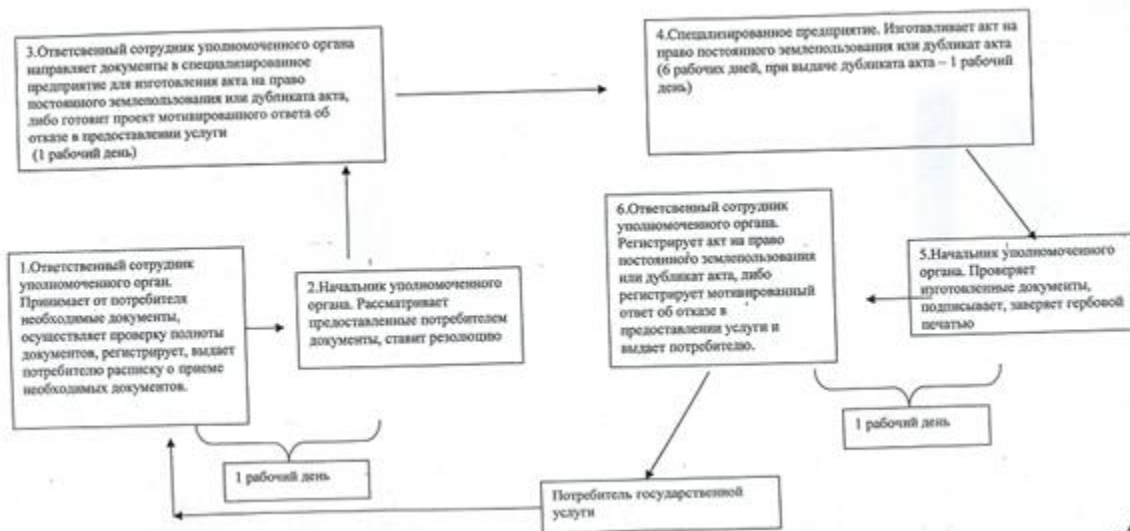 3.Ответсвенный сотрудник уполномоченного органа
направляет документы в специализированное
предприятие для изготовления акта на право
постоянного землепользования или дубликата акта,
либо готовит проект мотивированного ответа об
отказе в предоставлении услуги
(1 рабочий день)
4.Специализированное предприятие. Изготавливает акт на
право постоянного землепользования или дубликат акта
(6 рабочих дней, при выдаче дубликата акта – 1 рабочий
день)
1.Ответственный сотрудник
уполномоченного орган.
Принимает от потребителя
необходимые документы,
осуществляет проверку полноты
документов, регистрирует, выдает
потребителю расписку о приеме
необходимых документов.
2.Начальник уполномоченного
органа. Рассматривает
предоставленные потребителем
документы, ставит резолюцию
6.Ответсвенный сотрудник
уполномоченного органа.
Регистрирует акт на право
постоянного землепользования
или дубликат акта, либо
регистрирует мотивированный
ответ об отказе в
предоставлении услуги и
выдает потребителю.
5.Начальник уполномоченного
органа. Проверяет
изготовленные документы,
подписывает, заверяет гербовой
печатью
1 рабочий день
1 рабочий день
Потребитель государственной
услуги